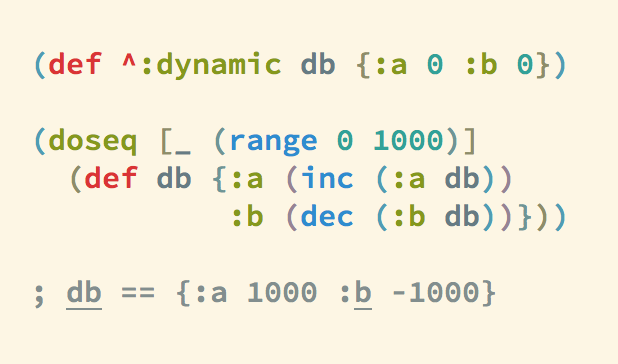 (def ^:dynamic db {:a 0 :b 0})
(doseq [_ (range 0 1000)]
(def db {:a (inc (:a db))
:b (dec (:b db))}))
; db == {:a 1000 :b -1000}